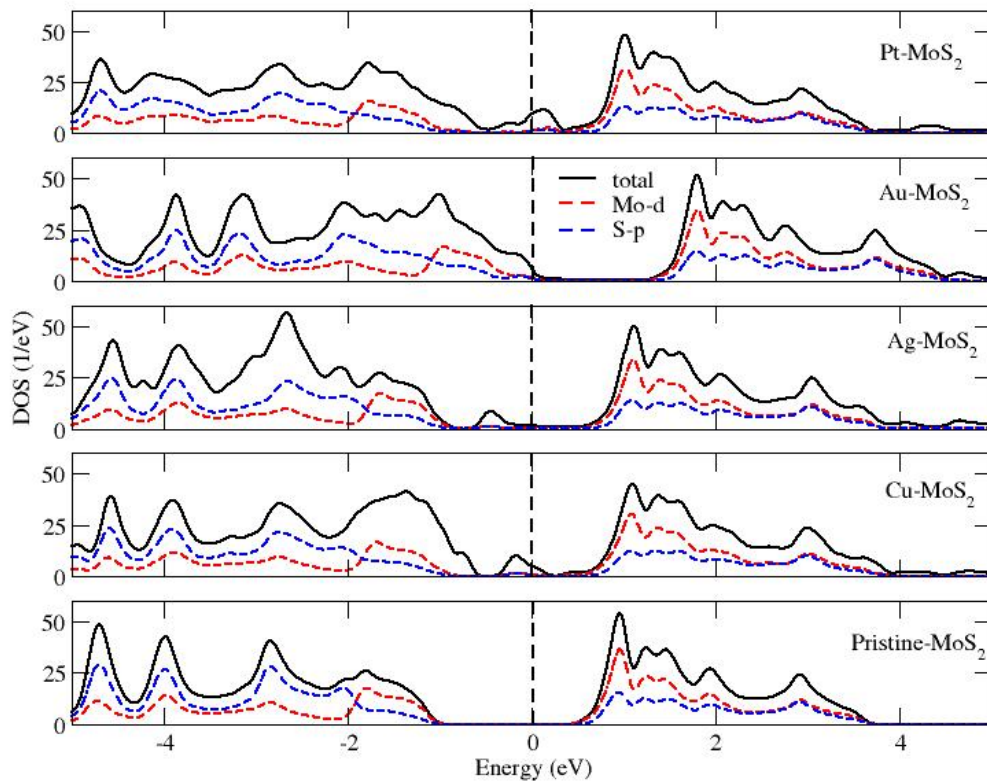 50
25
0
Pt-MoS2
50
25
0
total
Mo-d
S-p
Au-MoS2
50
25
0
Ag-MoS2
DOS (1/eV)
50
25
0
Cu-MoS2
50
25
0
Pristine-MoS2
-4 -2 0 2 4
Energy (eV)